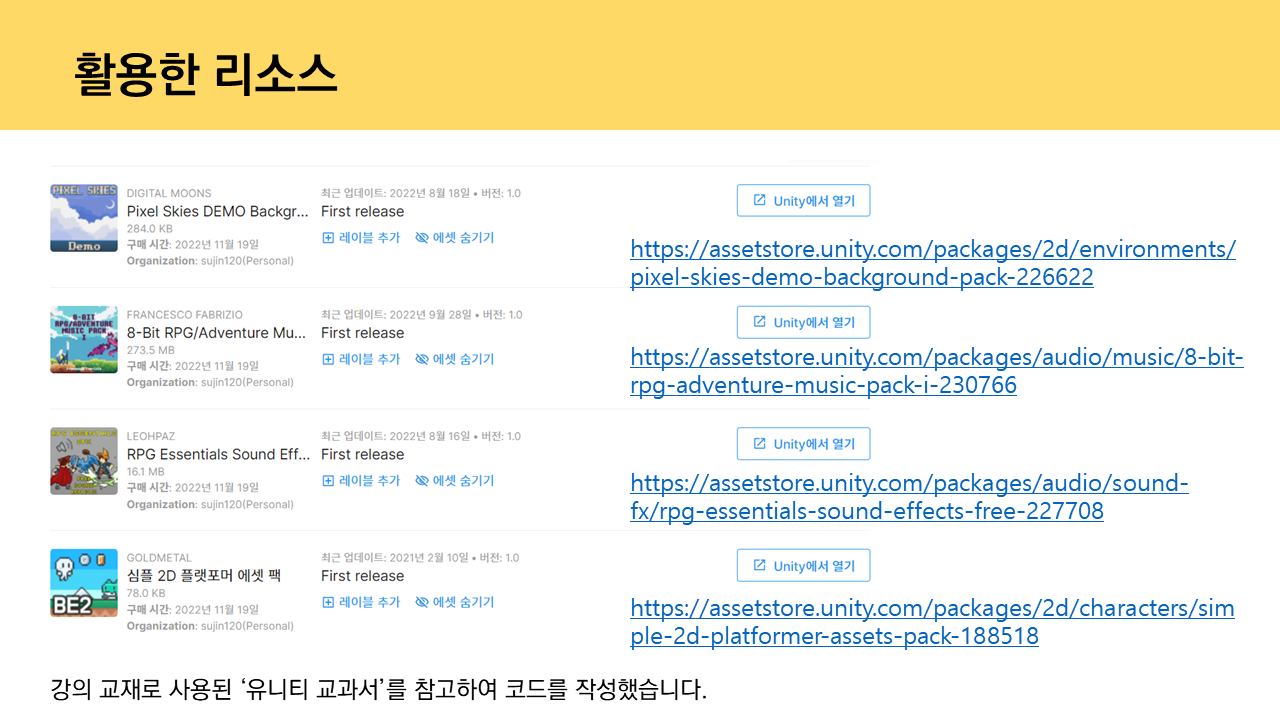 활용한 리소스
PIXEL SKIES
Demo
DIGITAL MOONS
Pixel Skies DEMO Backgr...
284.0 KB
구매 시간: 2022년 11월 19일
Organization: sujin120(Personal)
최근 업데이트: 2022년 8월 18일 • 버전: 1.0
First release
레이블 추가 에셋 숨기기
Unity에서 열기
https://assetstore.unity.com/packages/2d/environments/
pixel-skies-demo-background-pack-226622
8-BIT
RPG/ADVENTURE
MUSIC PACK
I
FRANCESCO FABRIZIO
8-Bit RPG/Adventure Mu...
273.5 MB
구매 시간: 2022년 11월 19일
Organization: sujin120(Personal)
최근 업데이트: 2022년 9월 28일 • 버전: 1.0
First release
레이블 추가 에셋 숨기기
Unity에서 열기
https://assetstore.unity.com/packages/audio/music/8-bit-
rpg-adventure-music-pack-i-230766
LEOHPAZ
RPG Essentials Sound Eff...
16.1 MB
구매 시간: 2022년 11월 19일
Organization: sujin120(Personal)
최근 업데이트: 2022년 8월 16일 • 버전: 1.0
First release
레이블 추가 에셋 숨기기
Unity에서 열기
https://assetstore.unity.com/packages/audio/sound-
fx/rpg-essentials-sound-effects-free-227708
BE2
GOLDMETAL
심플 2D 플랫포머 에셋 팩
78.0 KB
구매 시간: 2022년 11월 19일
Organization: sujin120(Personal)
최근 업데이트: 2021년 2월 10일 • 버전: 1.0
First release
레이블 추가 에셋 숨기기
Unity에서 열기
https://assetstore.unity.com/packages/2d/characters/sim
ple-2d-platformer-assets-pack-188518
강의 교재로 사용된 ‘유니티 교과서’를 참고하여 코드를 작성했습니다.